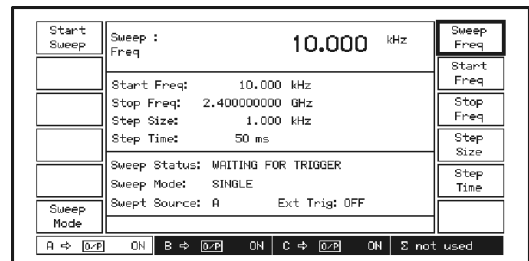 Start Sweep
Sweep Mode
Sweep : Freq 10.000 kHz
Start Freq: 10.000 kHz
Stop Freq: 2.400000000 GHz
Step Size: 1.000 kHz
Step Time: 50 ms
Sweep Status: WAITING FOR TRIGGER
Sweep Mode: SINGLE
Swept Source: A Ext Trig: OFF
Sweep Freq
Start Freq
Stop Freq
Step Size
Step Time
A ⇨ O/P ON B ⇨ O/P ON C ⇨ O/P ON Σ not used